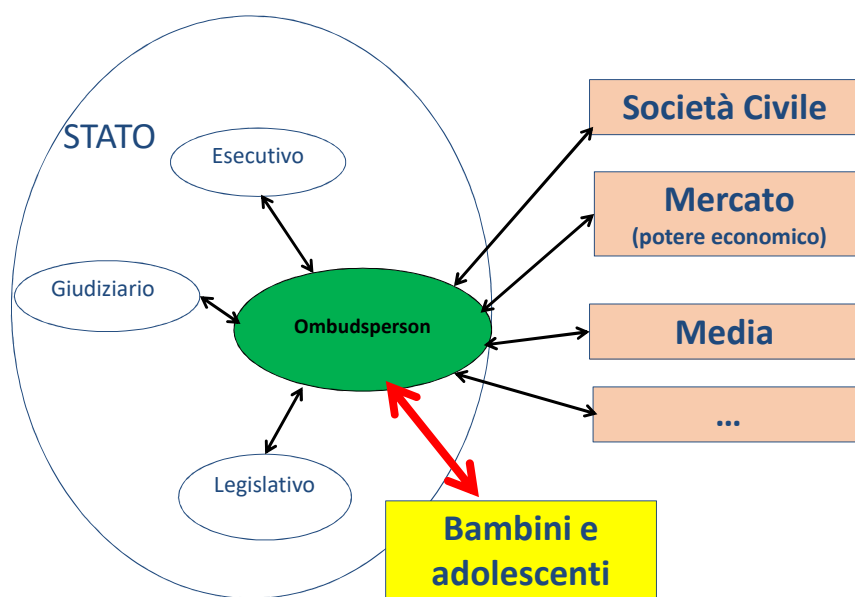 STATO
Esecutivo
Giudiziario
Ombudsperson
Legislativo
Società Civile
Mercato
(potere economico)
Media
...
Bambini e
adolescenti